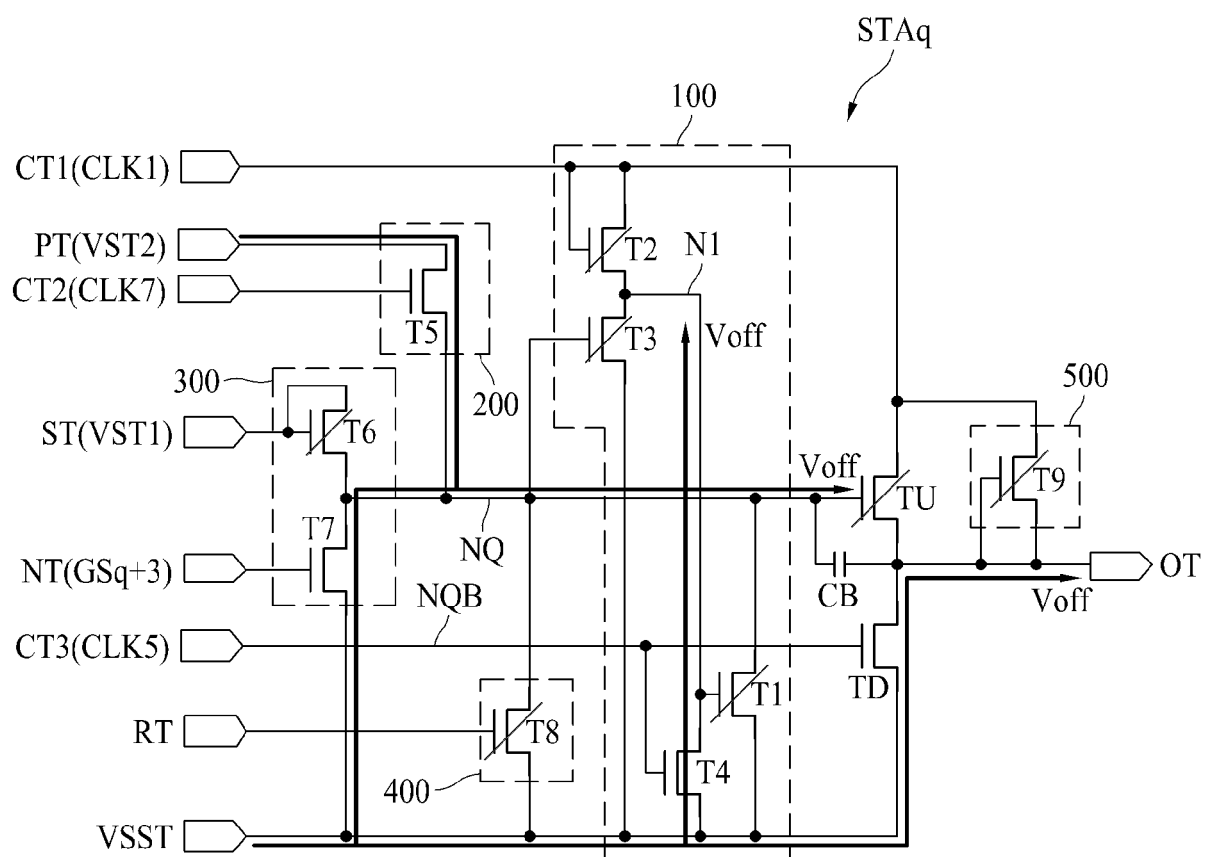 STAq
100
CT1(CLK1)
PT(VST2)
T2
N1
CT2(CLK7)
T5
T3
Voff
300
200
500
ST(VST1)
T6
Voff
TU
T9
T7
NQ
NT(GSq+3)
CB
OT
NQB
Voff
CT3(CLK5)
TD
T1
RT
T8
T4
400
VSST